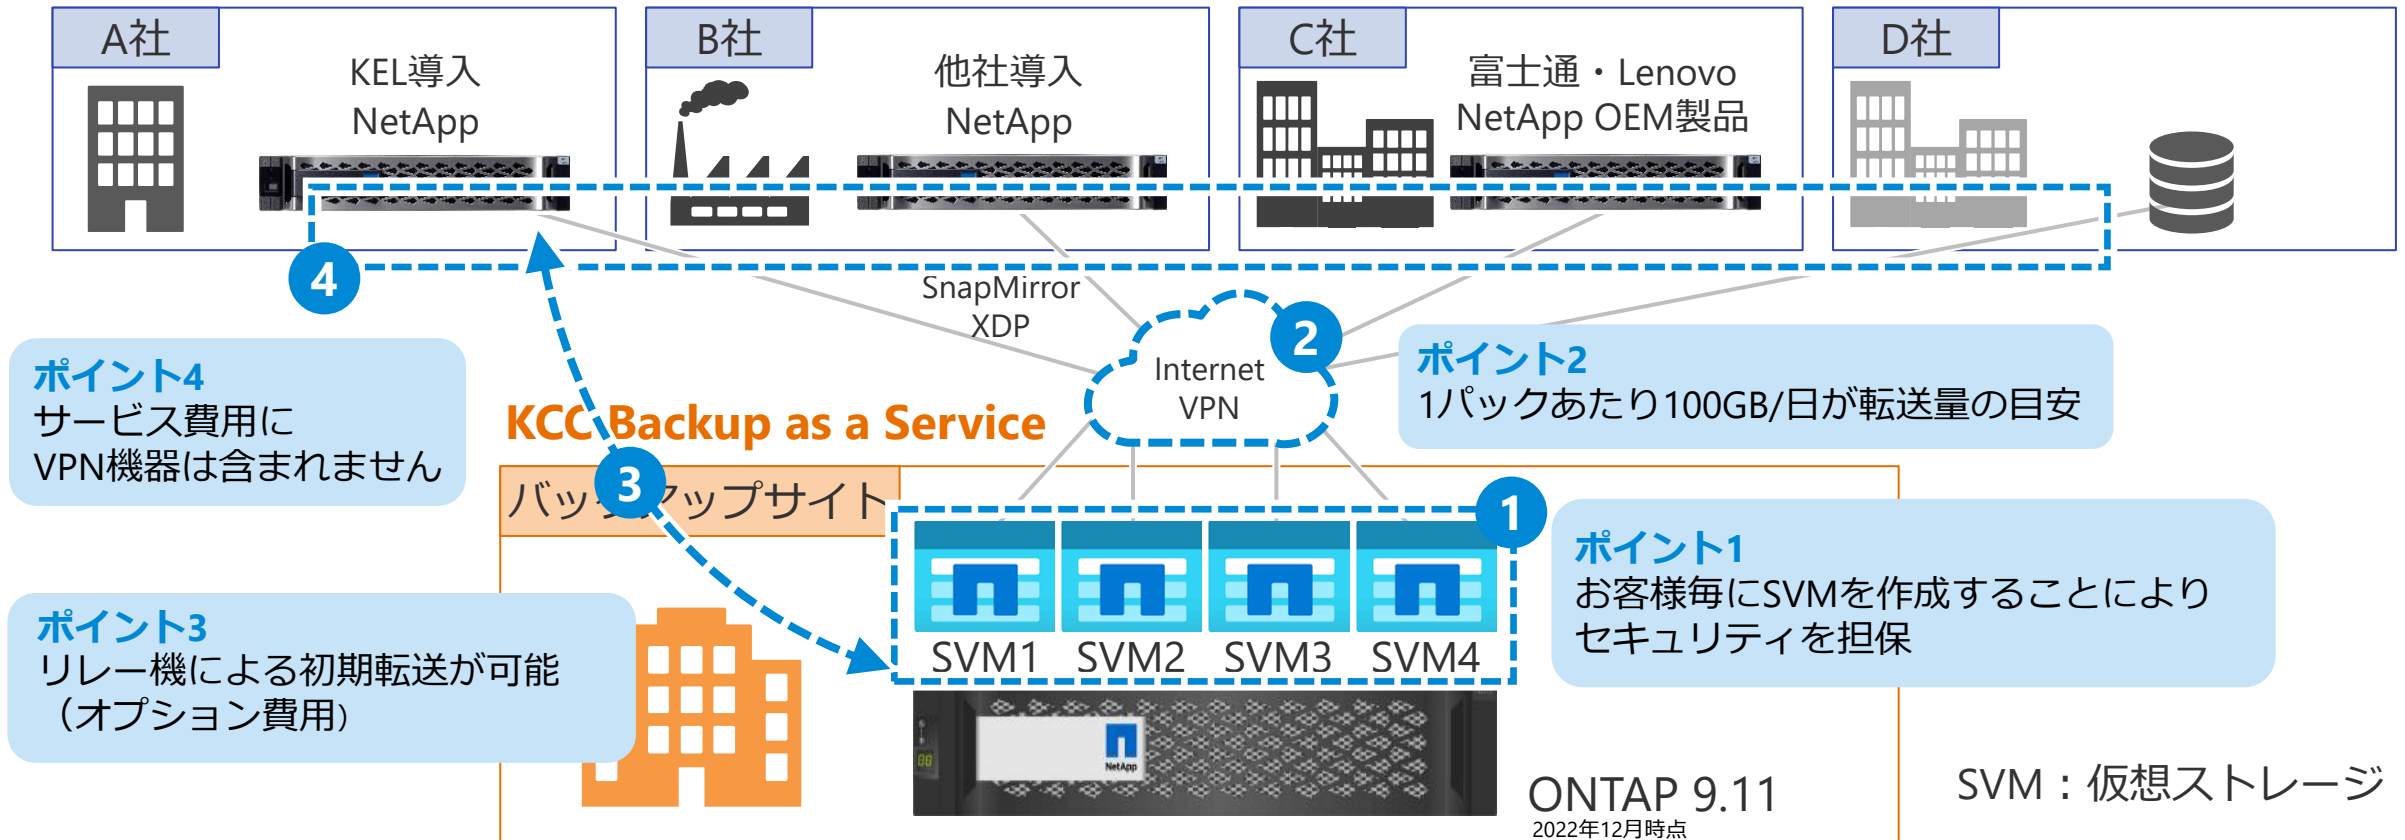 A社
KEL導入
NetApp
B社
他社導入
NetApp
C社
富士通・Lenovo
NetApp OEM製品
D社
4
SnapMirror
XDP
2
Internet
VPN
ポイント4
サービス費用に
VPN機器は含まれません
ポイント2
1パックあたり100GB/日が転送量の目安
KCC Backup as a Service
3
バックアップサイト
1
ポイント1
お客様毎にSVMを作成することにより
セキュリティを担保
ポイント3
リレー機による初期転送が可能
（オプション費用）
SVM1 SVM2 SVM3 SVM4
NetApp
ONTAP 9.11
2022年12月時点
SVM：仮想ストレージ